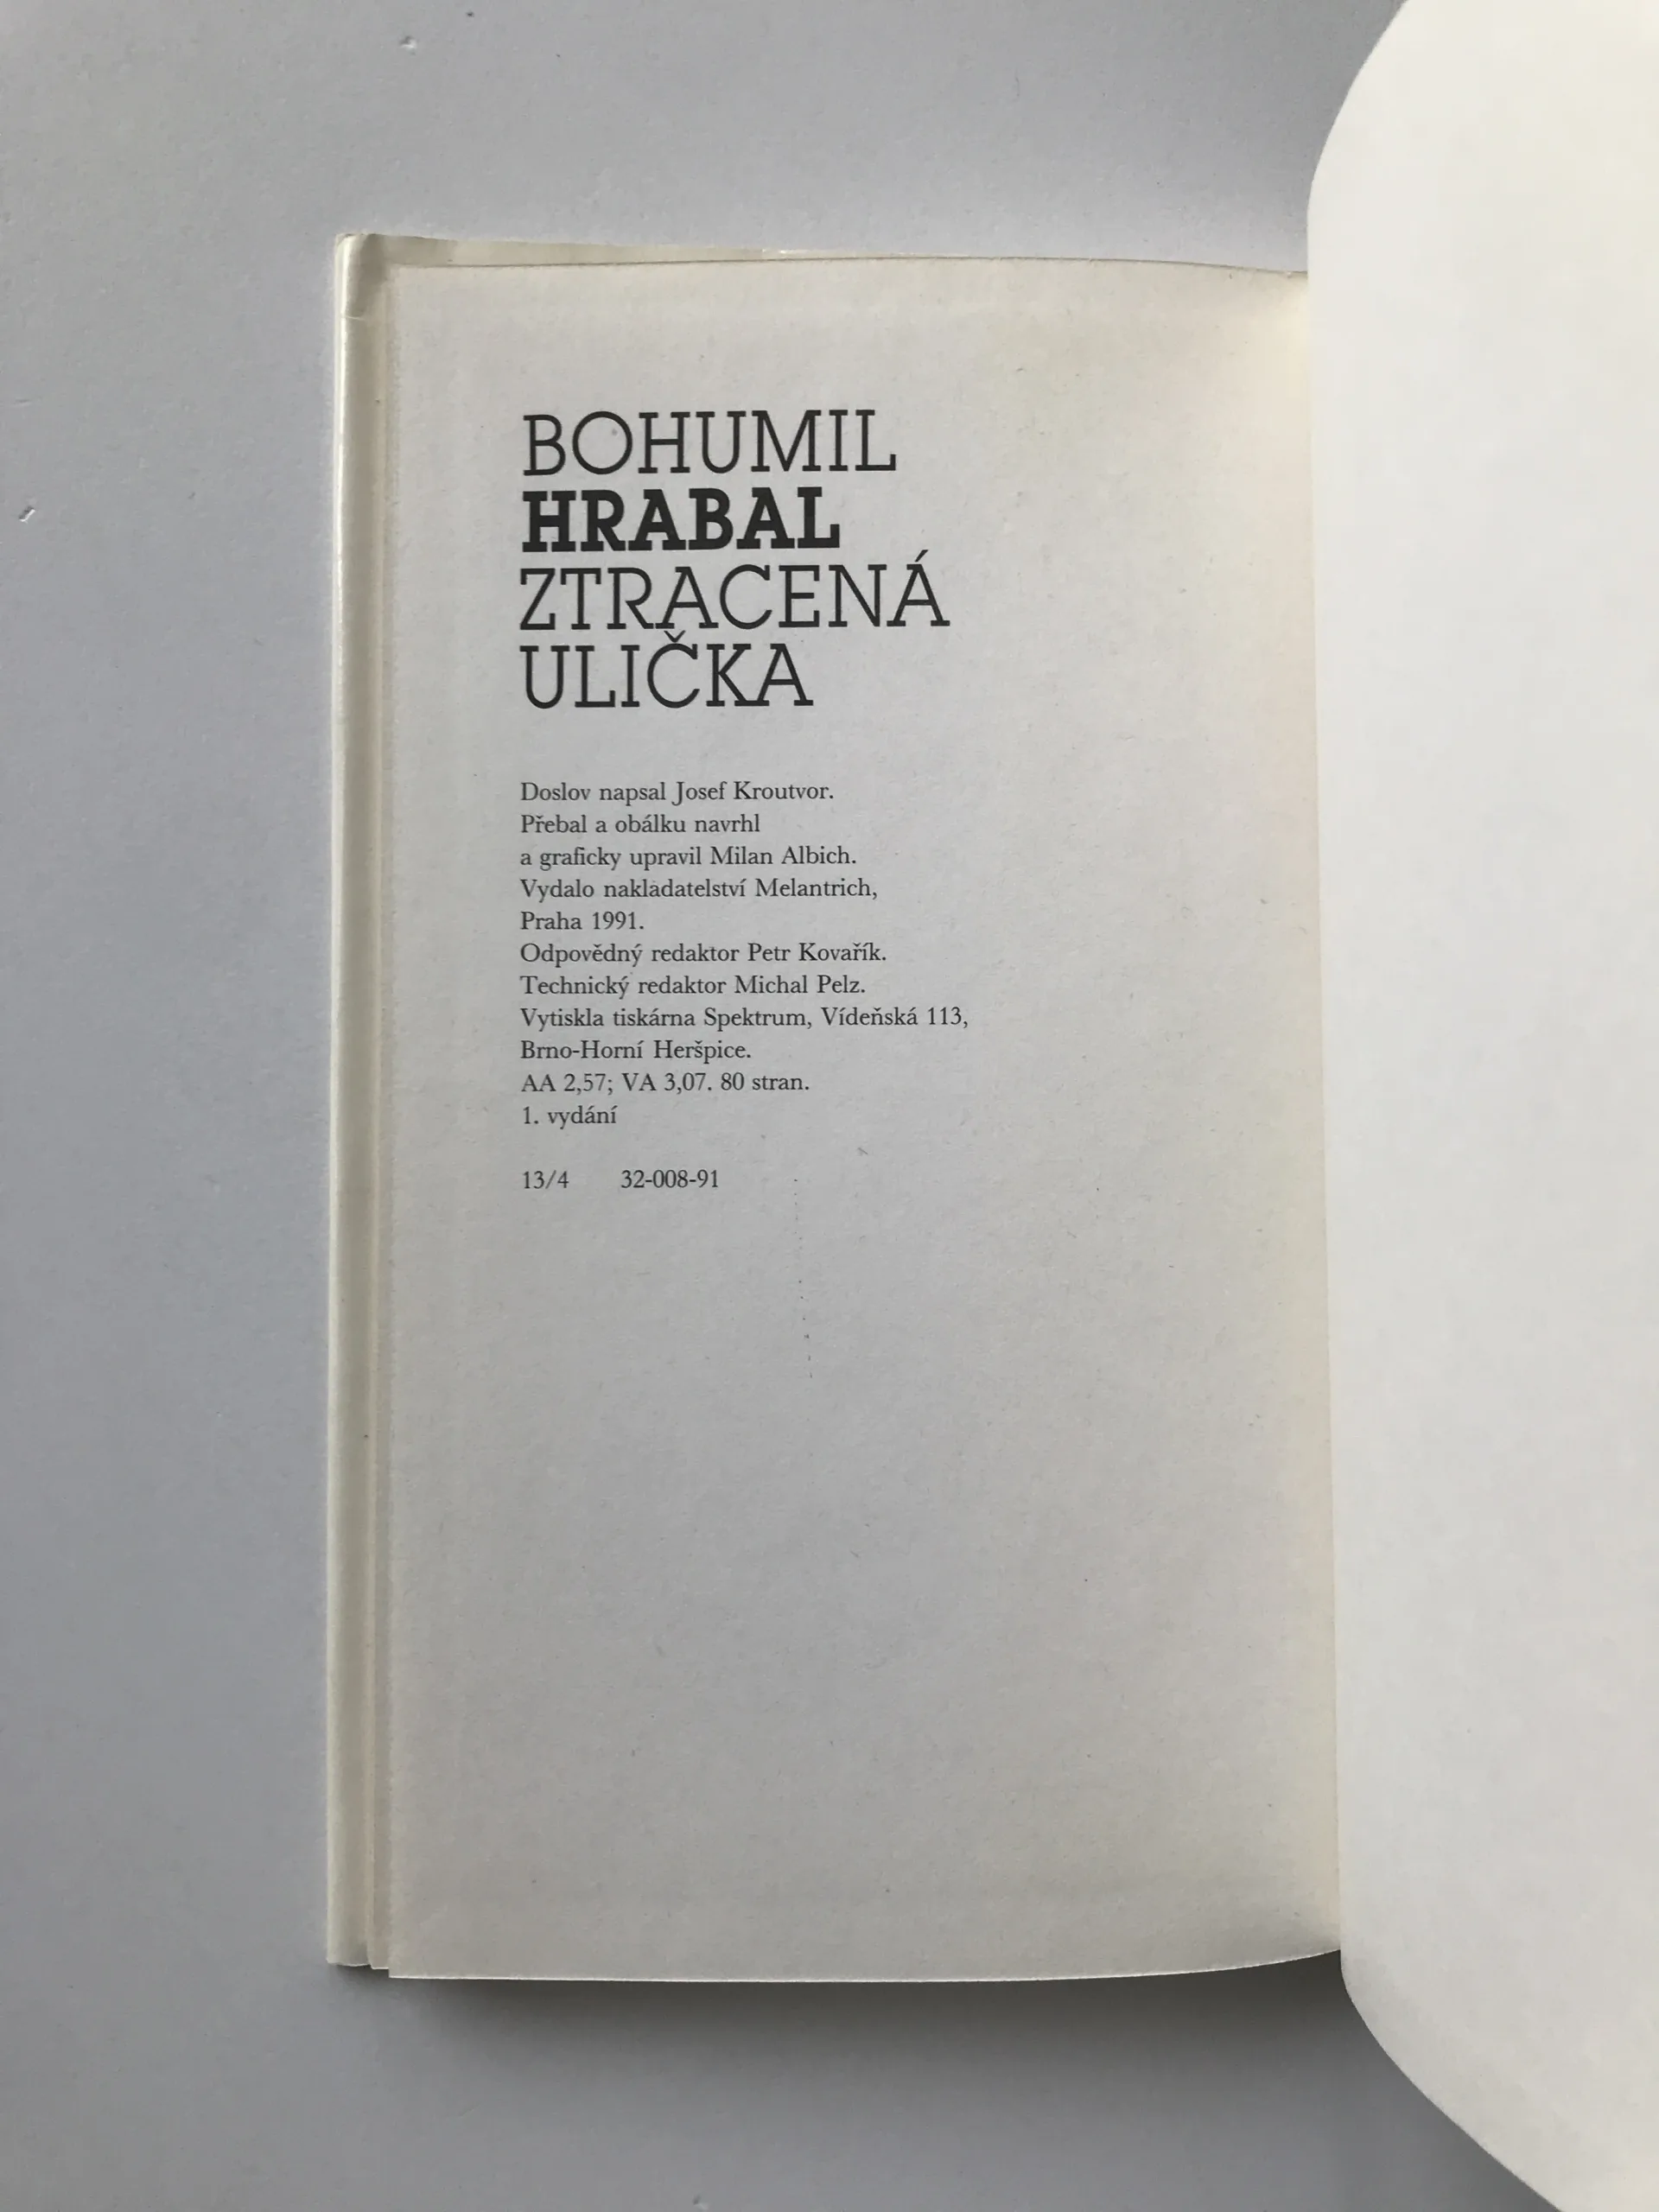 BOHUMIL
HRABAL
ZTRACENÁ
ULIČKA
Doslov napsal Josef Kroutvor.
Přebal a obálku navrhl
a graficky upravil Milan Albich.
Vydalo nakladatelství Melantrich,
Praha 1991.
Odpovědný redaktor Petr Kovařík.
Technický redaktor Michal Pelz.
Vytiskla tiskárna Spektrum, Vídeňská 113,
Brno-Horní Heršpice.
AA 2,57; VA 3,07. 80 stran.
1. vydání
13/4 32-008-91